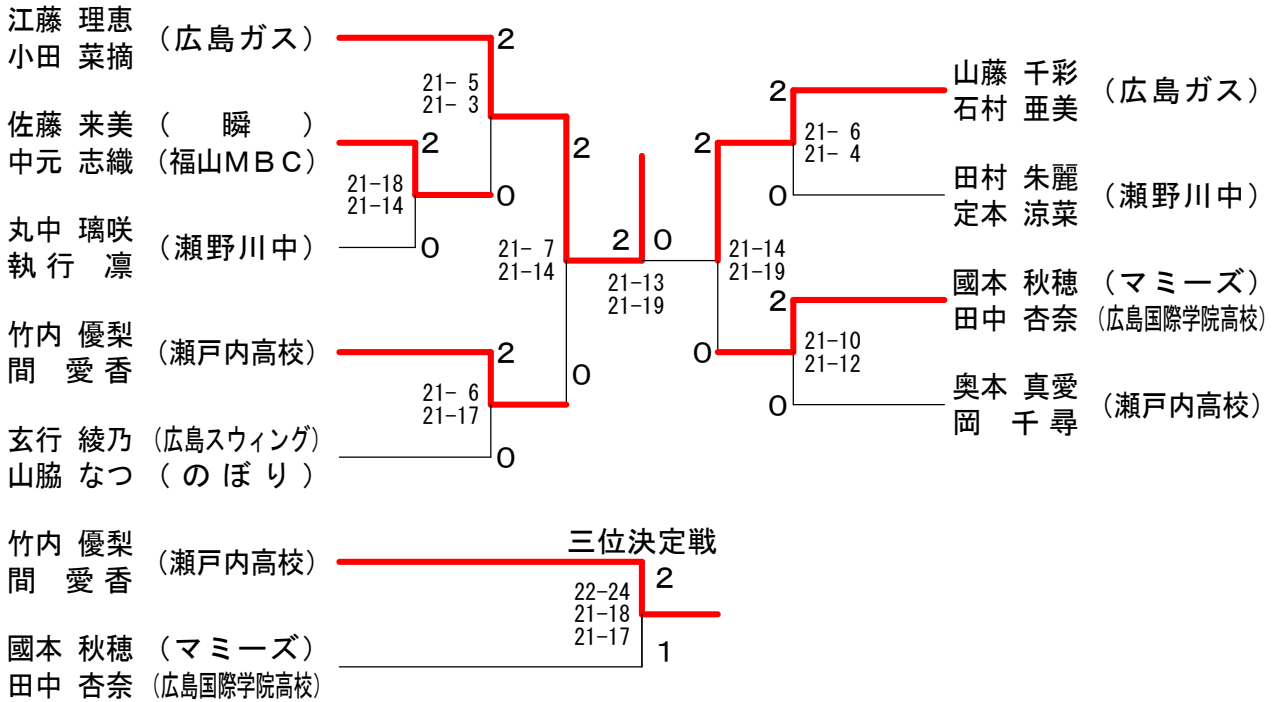 江藤 理恵
小田 菜摘
（広島ガス）
2
21- 5
21- 3
佐藤 来美 （ 瞬 ）
中元 志織 （福山ＭＢＣ）
2
0
21-18
21-14
丸中 璃咲
執行 凛
（瀬野川中）
0
2
21- 7
21-14
竹内 優梨
間 愛香
（瀬戸内高校）
2
0
21- 6
21-17
玄行 綾乃 （広島スウィング）
山脇 なつ （のぼり）
0
2 0
21-13
21-19
山藤 千彩
石村 亜美
（広島ガス）
2
21- 6
21- 4
2
田村 朱麗
定本 涼菜
（瀬野川中）
0
21-14
21-19
國本 秋穂 （マミーズ）
田中 杏奈 （広島国際学院高校）
2
21-10
21-12
0
奥本 真愛
岡 千尋
（瀬戸内高校）
0
三位決定戦
竹内 優梨
間 愛香
（瀬戸内高校）
2
22-24
21-18
21-17
國本 秋穂 （マミーズ）
田中 杏奈 （広島国際学院高校）
1